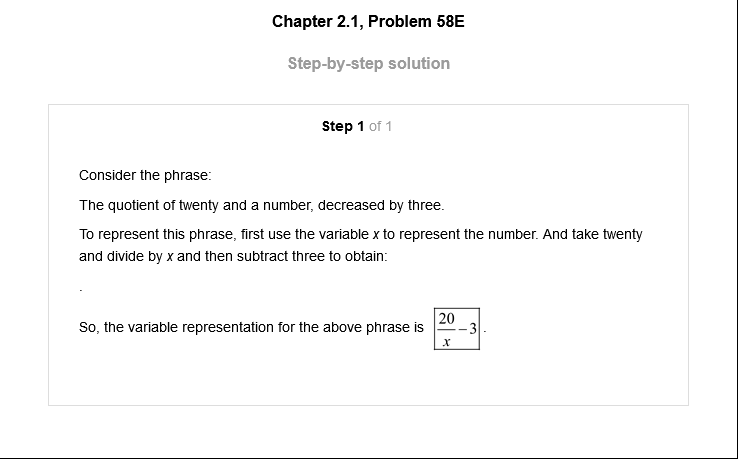 Chapter 2.1, Problem 58E
Step-by-step solution
Step 1 of 1
Consider the phrase:
The quotient of twenty and a number, decreased by three.
To represent this phrase, first use the variable x to represent the number. And take twenty
and divide by x and then subtract three to obtain:
.
So, the variable representation for the above phrase is 20/x − 3 .